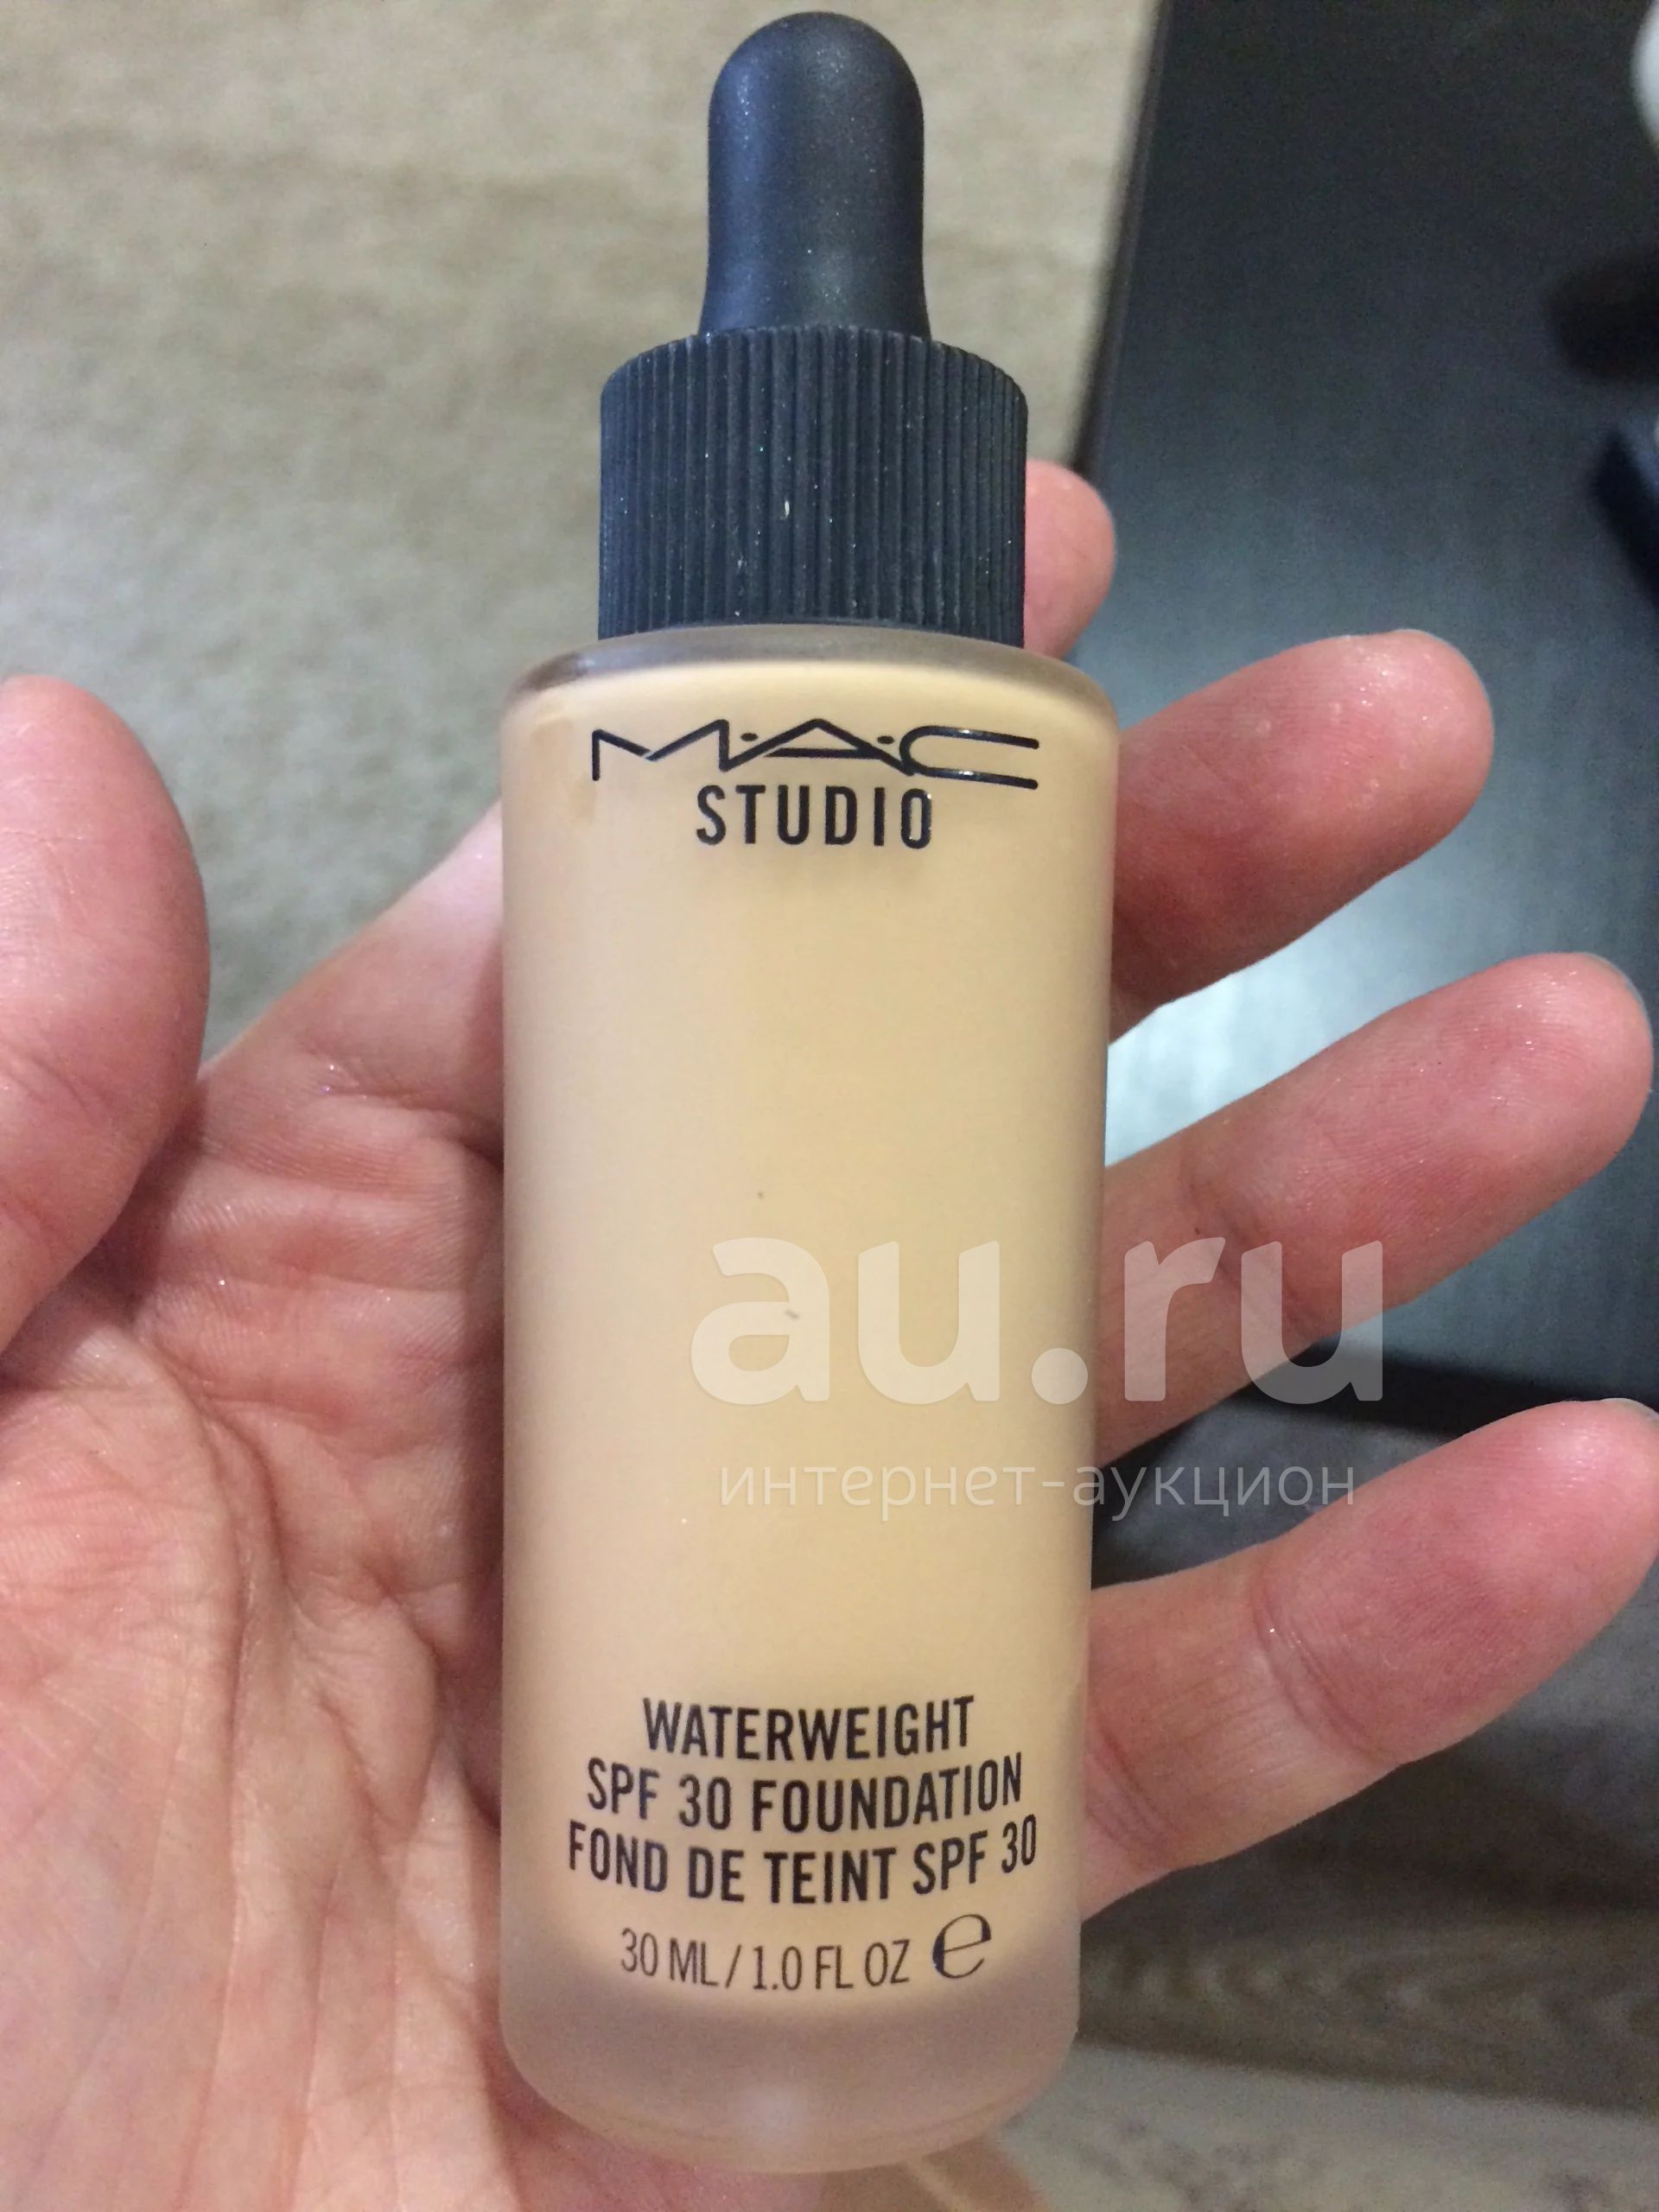 M·A·C
STUDIO
au.ru
интернет-аукцион
WATERWEIGHT
SPF 30 FOUNDATION
FOND DE TEINT SPF 30
30 ML / 1.0 FL OZ e